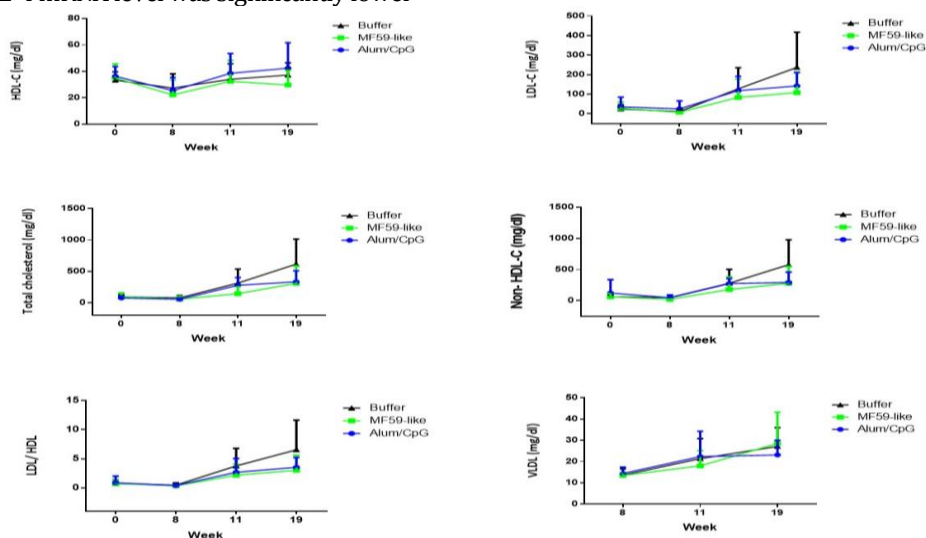 mRNA level was significantly lower
80
60
40
20
0
HDL-C (mg/dl)
0 8 11 19
Week
Buffer
MF59-like
Alum/CpG
500
400
300
200
100
0
LDL-C (mg/dl)
0 8 11 19
Week
Buffer
MF59-like
Alum/CpG
1500
1000
500
0
Total cholesterol (mg/dl)
0 8 11 19
Week
Buffer
MF59-like
Alum/CpG
1500
1000
500
0
Non- HDL-C (mg/dl)
0 8 11 19
Week
Buffer
MF59-like
Alum/CpG
15
10
5
0
LDL/ HDL
0 8 11 19
Week
Buffer
MF59-like
Alum/CpG
50
40
30
20
10
0
VLDL (mg/dl)
8 11 19
Week
Buffer
MF59-like
Alum/CpG